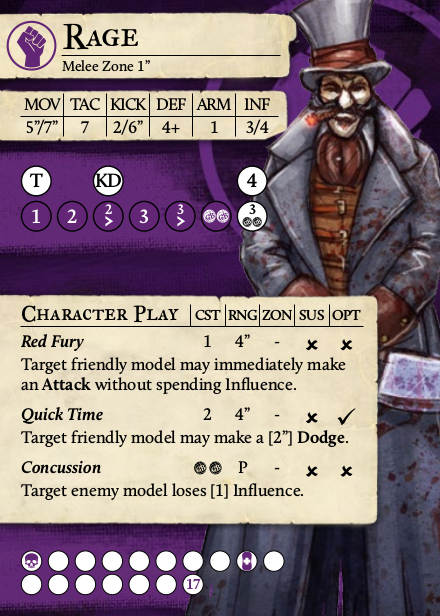 RAGE
Melee Zone 1”
MOV TAC KICK DEF ARM INF
5”/7” 7 2/6” 4+ 1 3/4
T KD 4
1 2 2 > 3 3 > 3
CHARACTER PLAY CST RNG ZON SUS OPT
Red Fury 1 4” - ✘ ✘
Target friendly model may immediately make
an Attack without spending Influence.
Quick Time 2 4” - ✘ ✓
Target friendly model may make a [2”] Dodge.
Concussion P - ✘ ✘
Target enemy model loses [1] Influence.
17